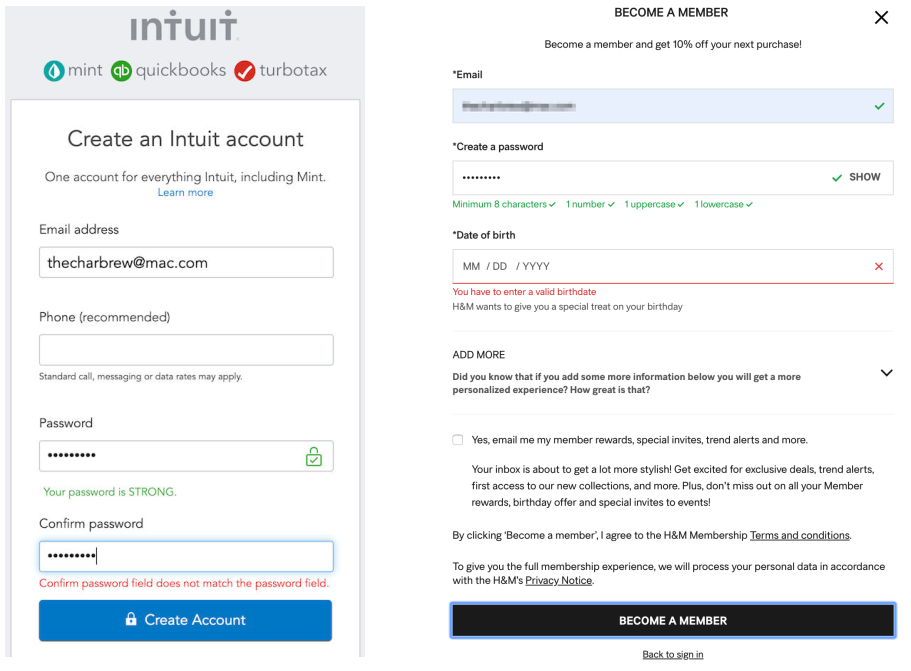 intuit
mint quickbooks turbotax
Create an Intuit account
One account for everything Intuit, including Mint.
Learn more
Email address
thecharbrew@mac.com
Phone (recommended)
Standard call, messaging or data rates may apply.
Password
•••••••••
Your password is STRONG.
Confirm password
•••••••••
Confirm password field does not match the password field.
Create Account
BECOME A MEMBER
Become a member and get 10% off your next purchase!
*Email
*Create a password
••••••••• SHOW
Minimum 8 characters 1 number 1 uppercase 1 lowercase
*Date of birth
MM / DD / YYYY
You have to enter a valid birthdate
H&M wants to give you a special treat on your birthday
ADD MORE
Did you know that if you add some more information below you will get a more
personalized experience? How great is that?
Yes, email me my member rewards, special invites, trend alerts and more.
Your inbox is about to get a lot more stylish! Get excited for exclusive deals, trend alerts,
first access to our new collections, and more. Plus, don't miss out on all your Member
rewards, birthday offer and special invites to events!
By clicking 'Become a member', I agree to the H&M Membership Terms and conditions.
To give you the full membership experience, we will process your personal data in accordance
with the H&M's Privacy Notice.
BECOME A MEMBER
Back to sign in